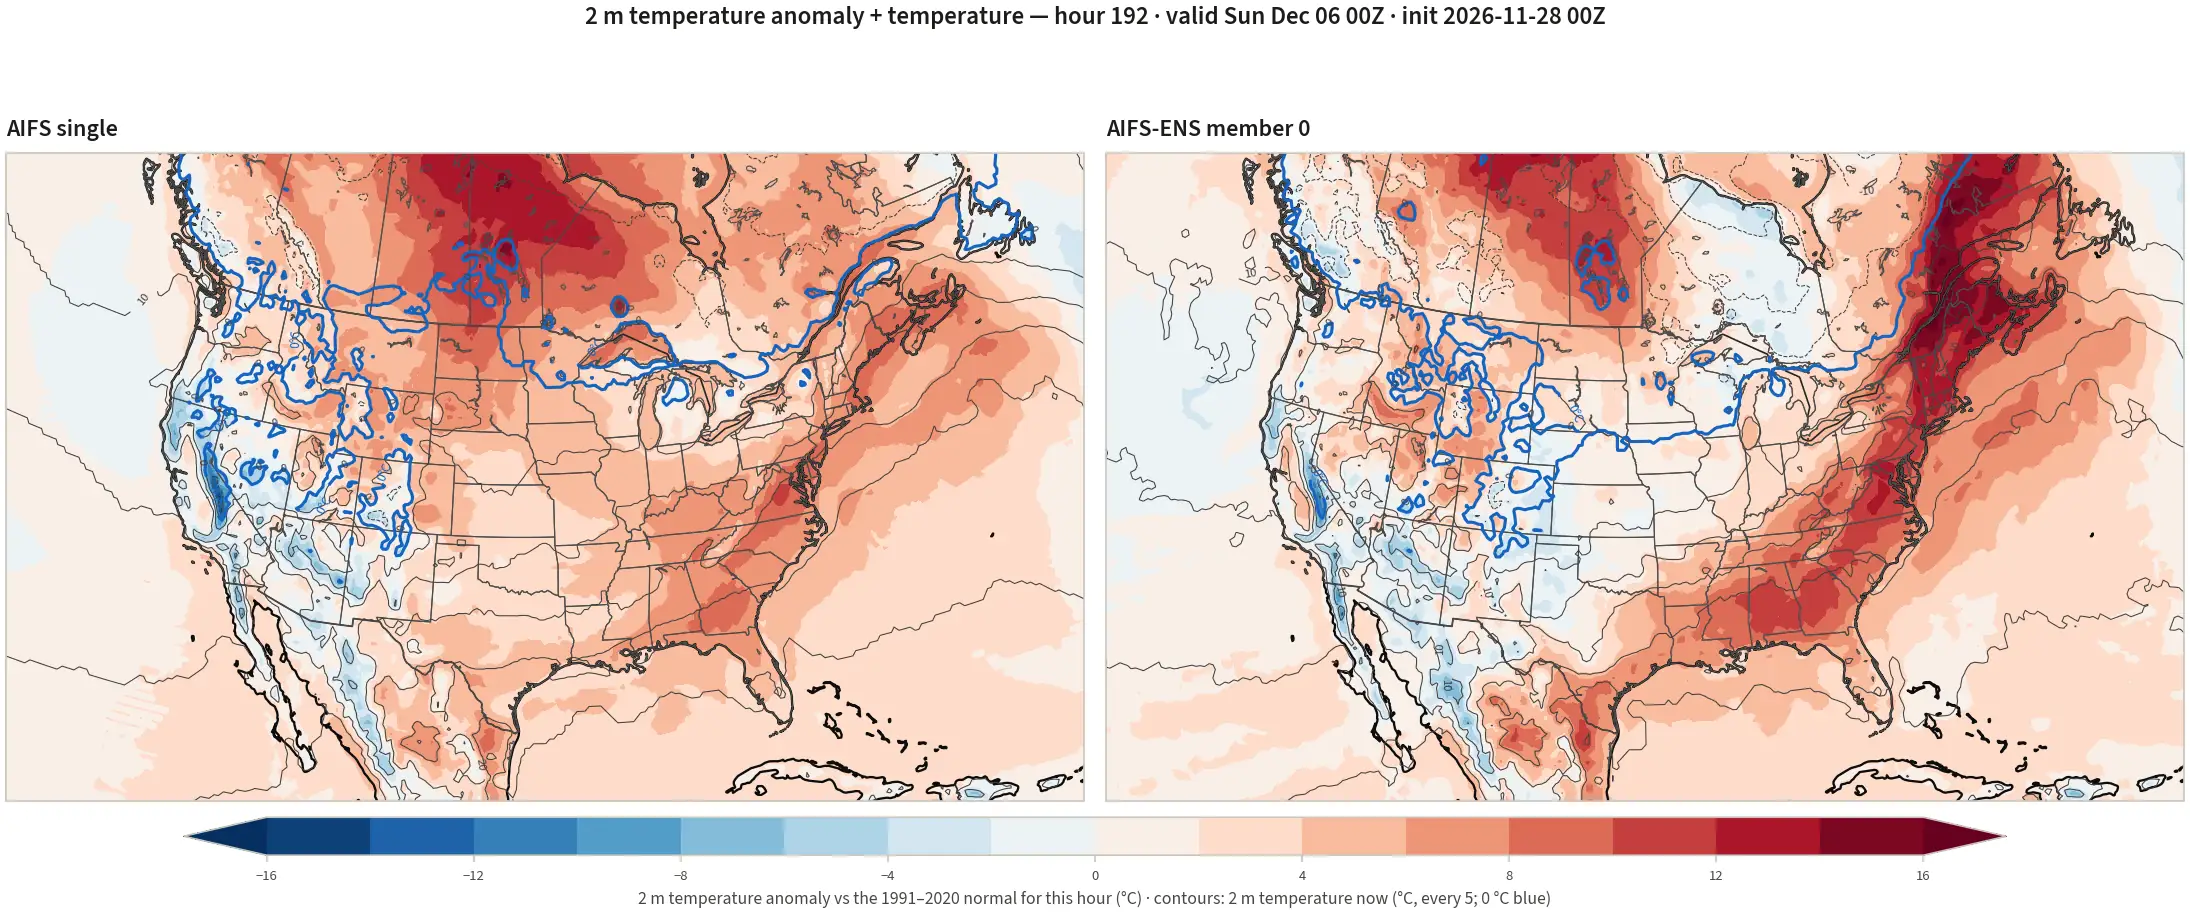 2 m temperature anomaly + temperature — hour 192 · valid Sun Dec 06 00Z · init 2026-11-28 00Z
AIFS single
AIFS-ENS member 0
−16 −12 −8 −4 0 4 8 12 16
2 m temperature anomaly vs the 1991–2020 normal for this hour (°C) · contours: 2 m temperature now (°C, every 5; 0 °C blue)